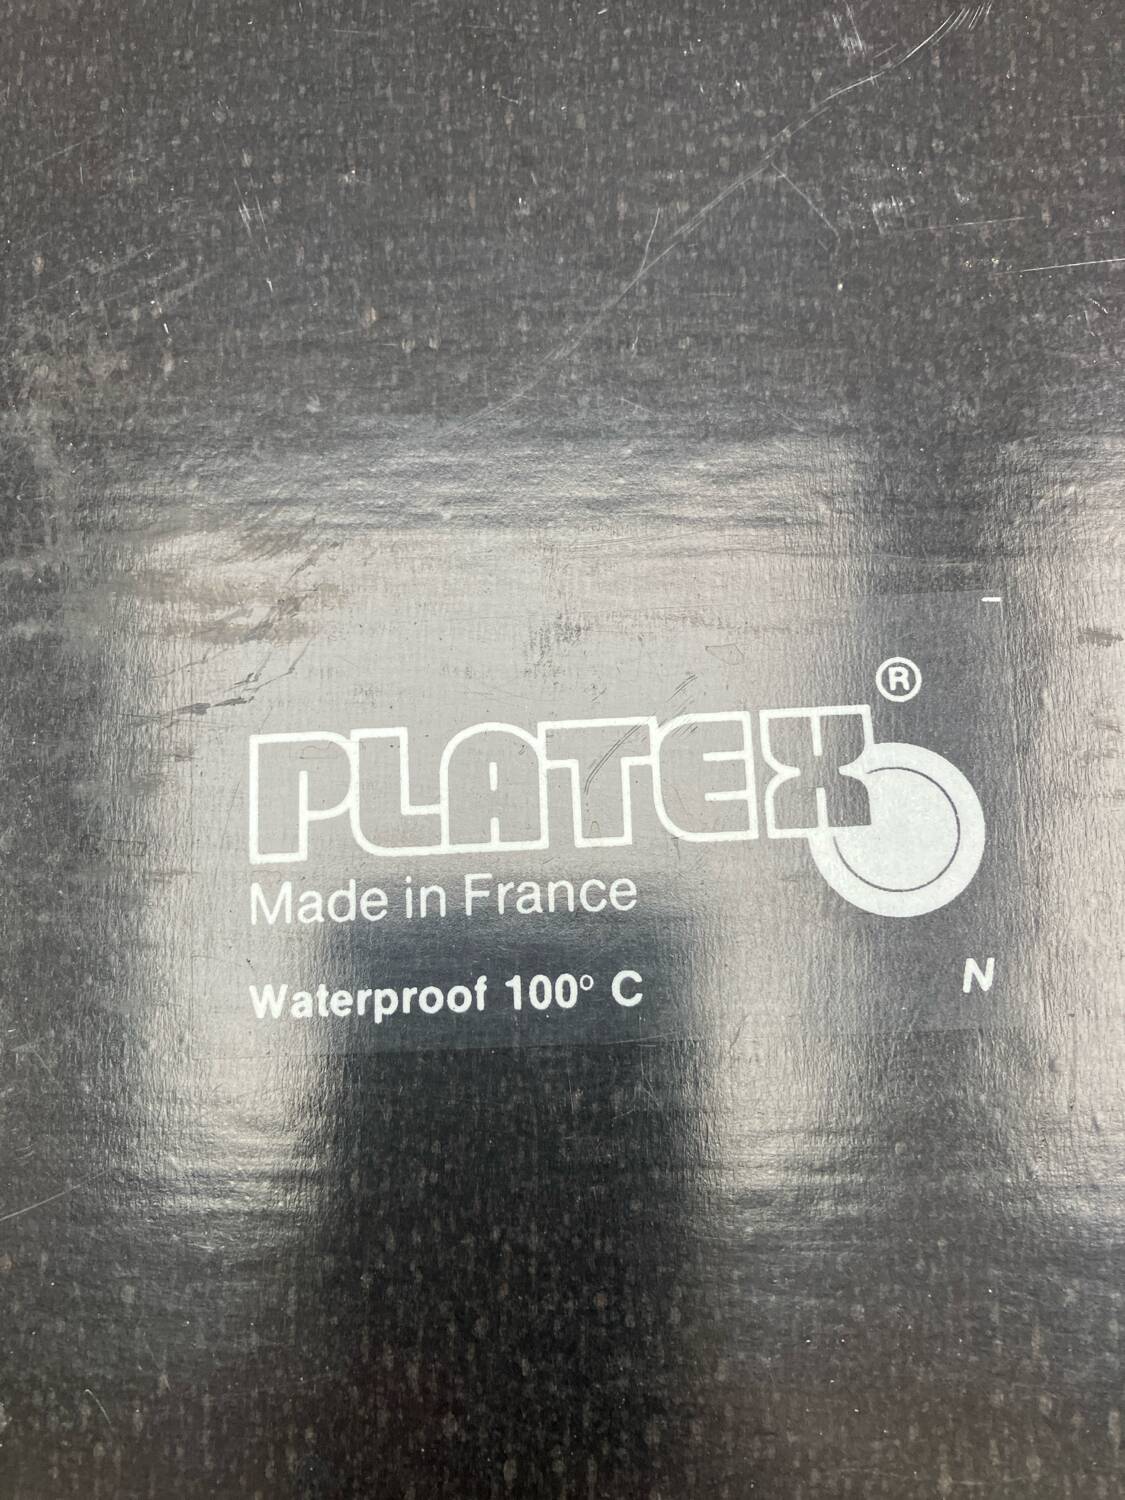 PLATEX ®
Made in France
Waterproof 100° C
N